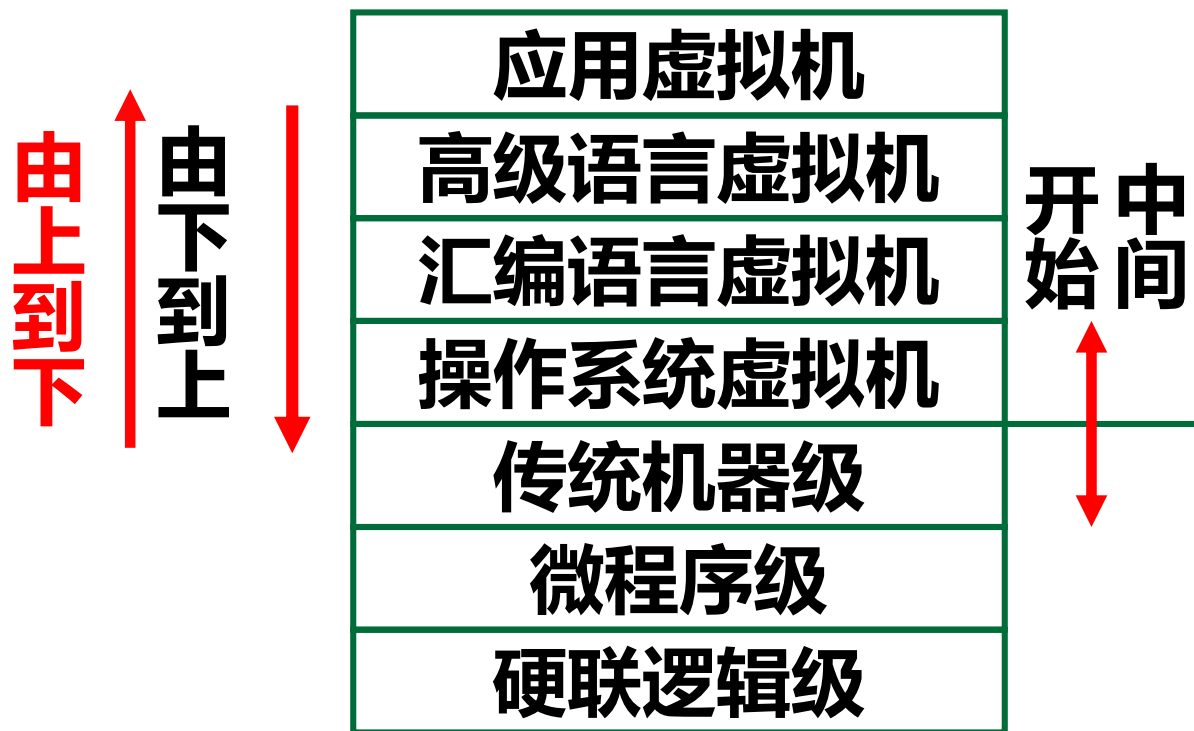 应用虚拟机
高级语言虚拟机
汇编语言虚拟机
操作系统虚拟机
传统机器级
微程序级
硬联逻辑级
由上到下
由下到上
中间
开始